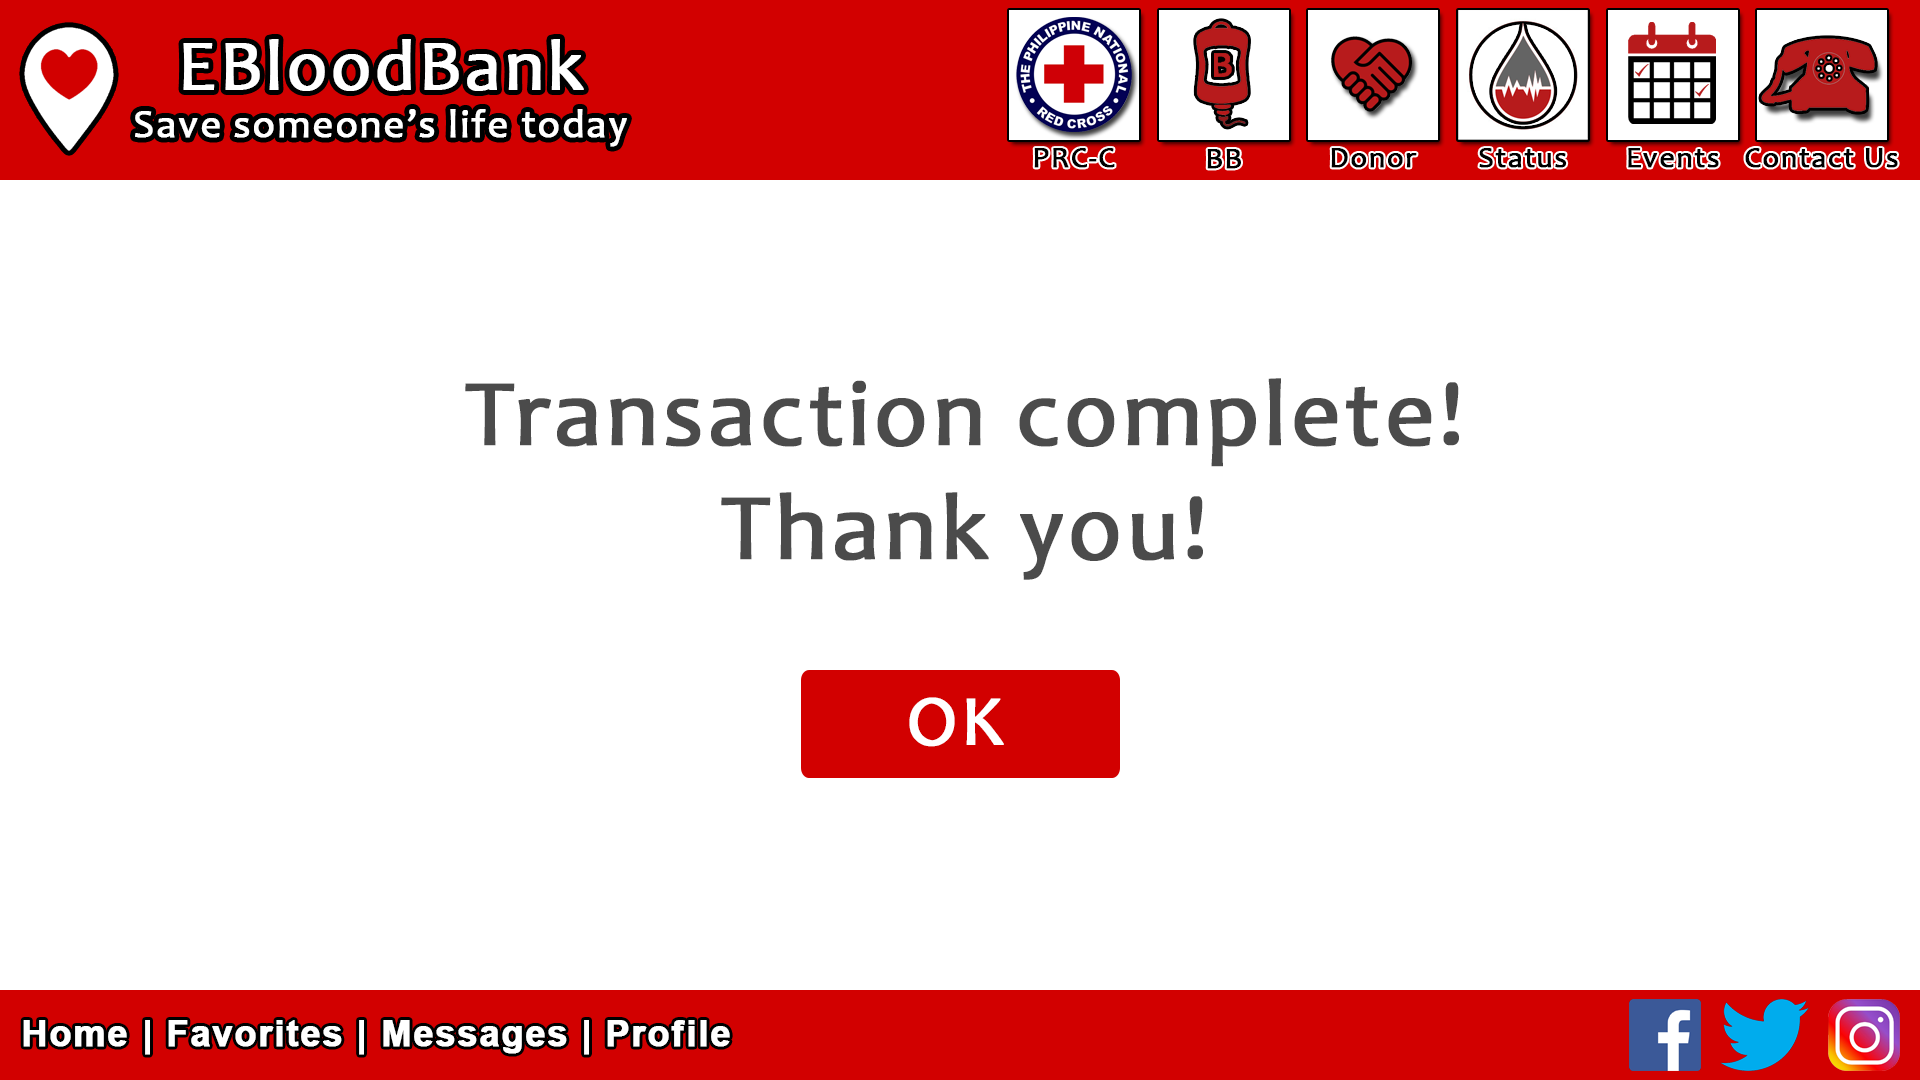 EBloodBank
Save someone’s life today
THE PHILIPPINE NATIONAL
• RED CROSS •
B
PRC-C
BB
Donor
Status
Events
Contact Us
Transaction complete!
Thank you!
OK
Home | Favorites | Messages | Profile